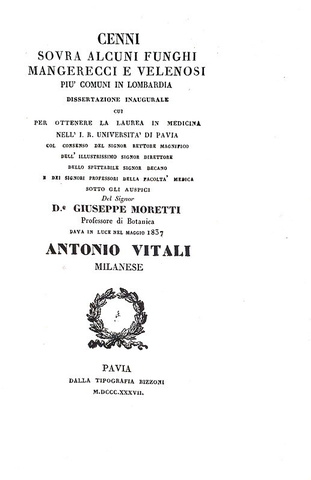 CENNI
SOVRA ALCUNI FUNGHI
MANGERECCI E VELENOSI
PIU' COMUNI IN LOMBARDIA
DISSERTAZIONE INAUGURALE
CUI
PER OTTENERE LA LAUREA IN MEDICINA
NELL' I. R. UNIVERSITA' DI PAVIA
COL CONSENSO DEL SIGNOR RETTORE MAGNIFICO
DELL' ILLUSTRISSIMO SIGNOR DIRETTORE
DELLO SPETTABILE SIGNOR DECANO
E DEI SIGNORI PROFESSORI DELLA FACOLTA' MEDICA
SOTTO GLI AUSPICI
Del Signor
D.r GIUSEPPE MORETTI
Professore di Botanica
DAVA IN LUCE NEL MAGGIO 1837
ANTONIO VITALI
MILANESE
PAVIA
DALLA TIPOGRAFIA BIZZONI
M.DCCC.XXXVII.